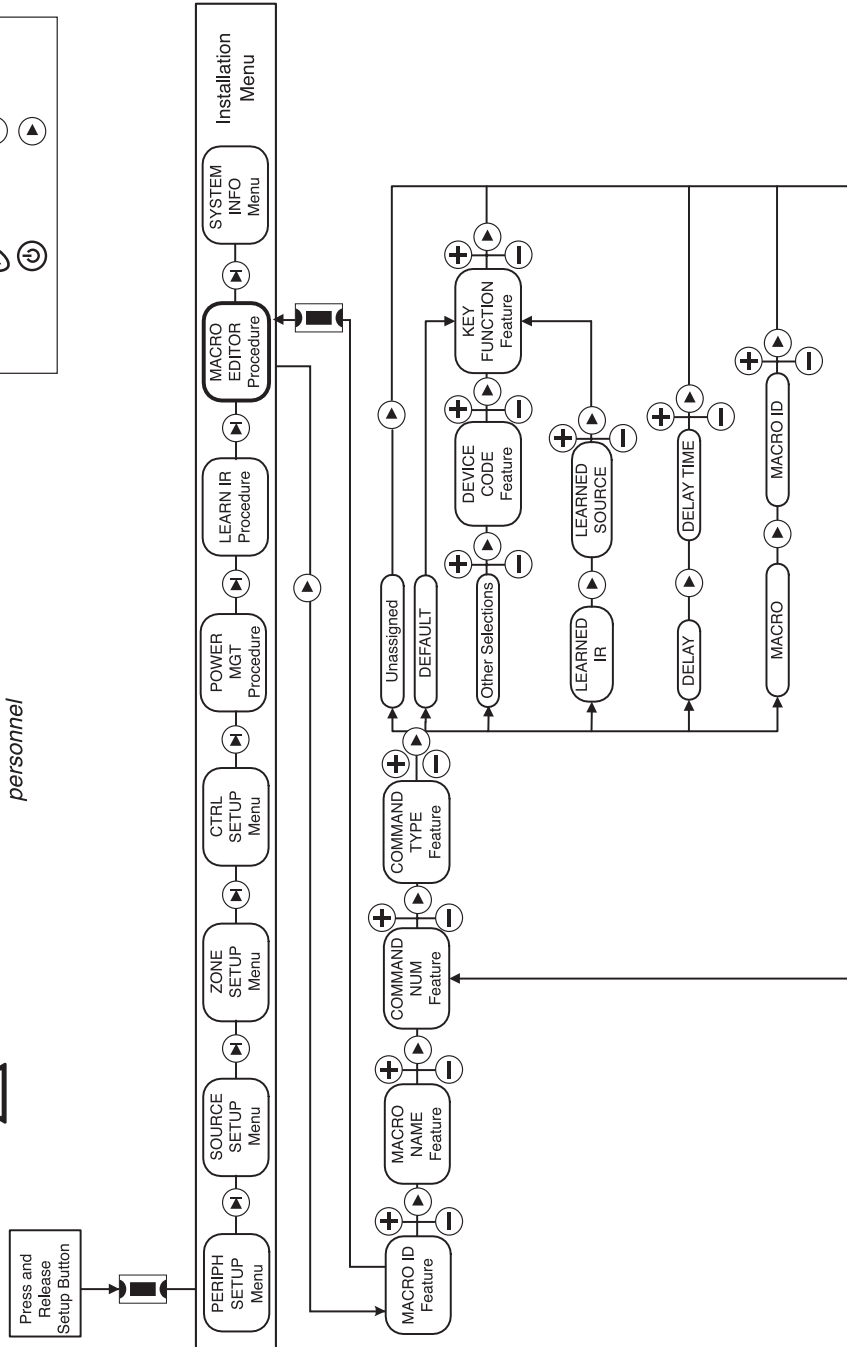 personnel
Press and
Release
Setup Button
Installation
Menu
PERIPH
SETUP
Menu
SOURCE
SETUP
Menu
ZONE
SETUP
Menu
CTRL
SETUP
Menu
POWER
MGT
Procedure
LEARN IR
Procedure
MACRO
EDITOR
Procedure
SYSTEM
INFO
Menu
MACRO ID
Feature
MACRO
NAME
Feature
COMMAND
NUM
Feature
COMMAND
TYPE
Feature
Unassigned
DEFAULT
Other Selections
DEVICE
CODE
Feature
KEY
FUNCTION
Feature
LEARNED
IR
LEARNED
SOURCE
DELAY
DELAY TIME
MACRO
MACRO ID